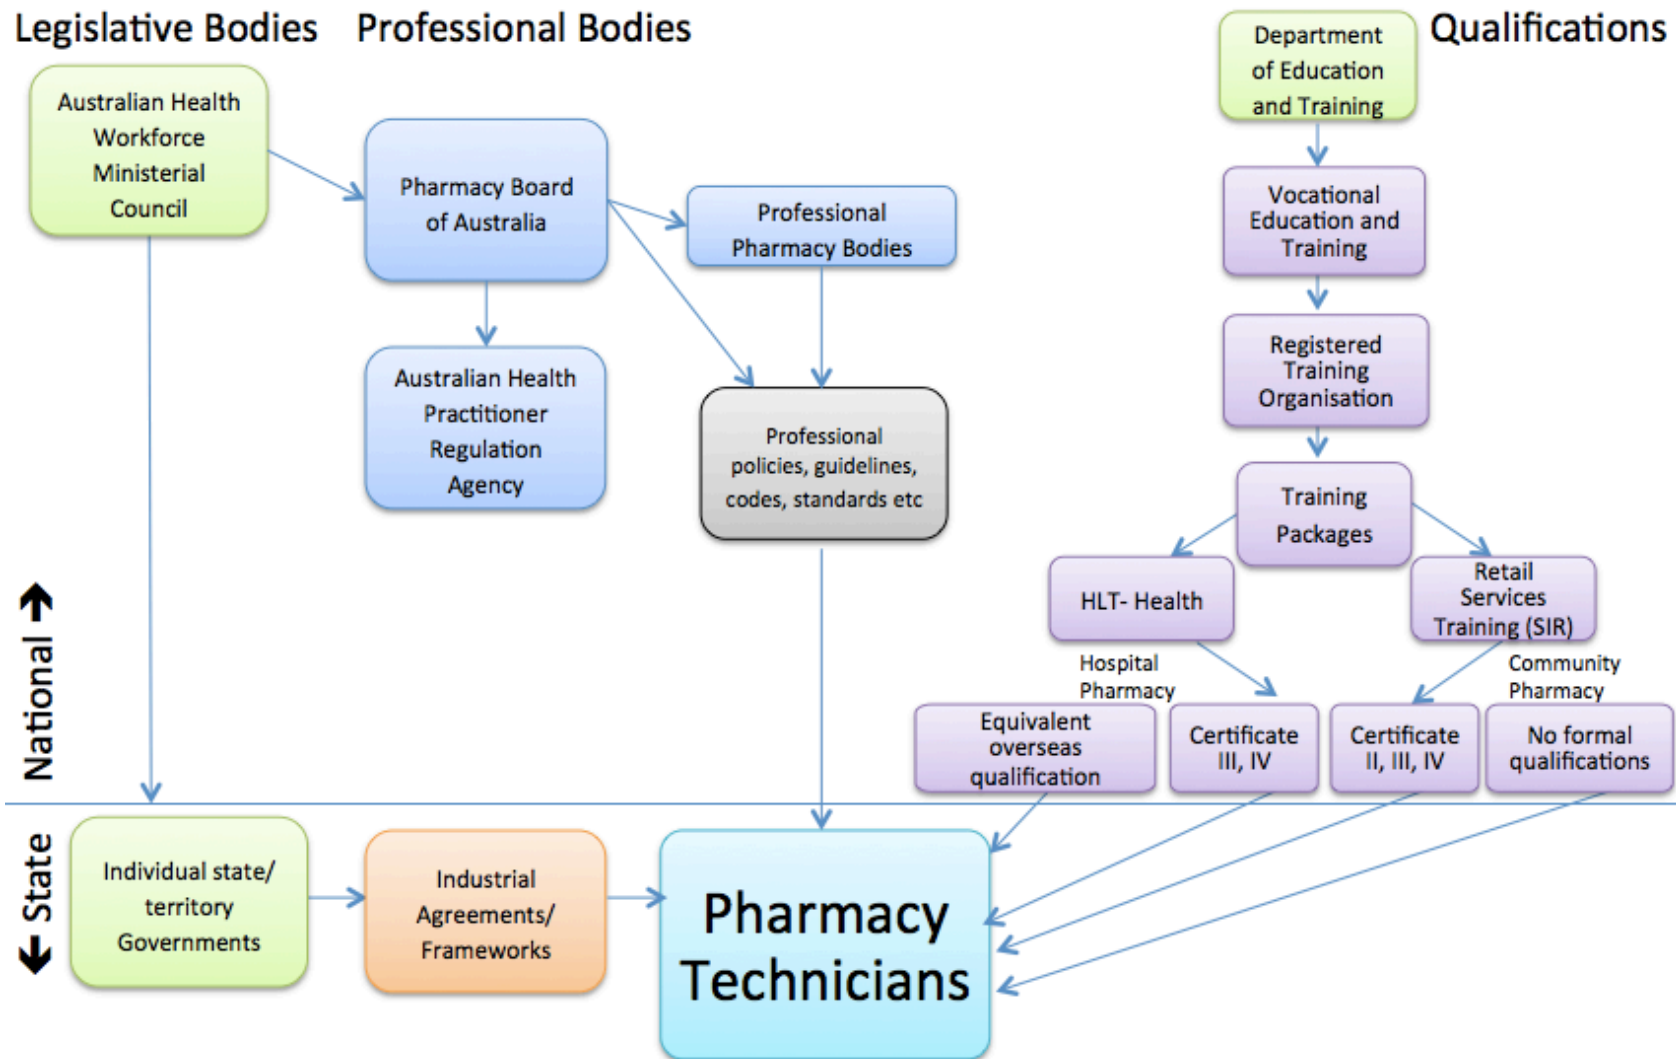 Legislative Bodies
Professional Bodies
Qualifications
Australian Health
Workforce
Ministerial
Council
Pharmacy Board
of Australia
Professional
Pharmacy Bodies
Australian Health
Practitioner
Regulation
Agency
Professional
policies, guidelines,
codes, standards etc
Department
of Education
and Training
Vocational
Education and
Training
Registered
Training
Organisation
Training
Packages
HLT- Health
Retail
Services
Training (SIR)
Hospital
Pharmacy
Community
Pharmacy
Equivalent
overseas
qualification
Certificate
III, IV
Certificate
II, III, IV
No formal
qualifications
National →
← State
Individual state/
territory
Governments
Industrial
Agreements/
Frameworks
Pharmacy
Technicians